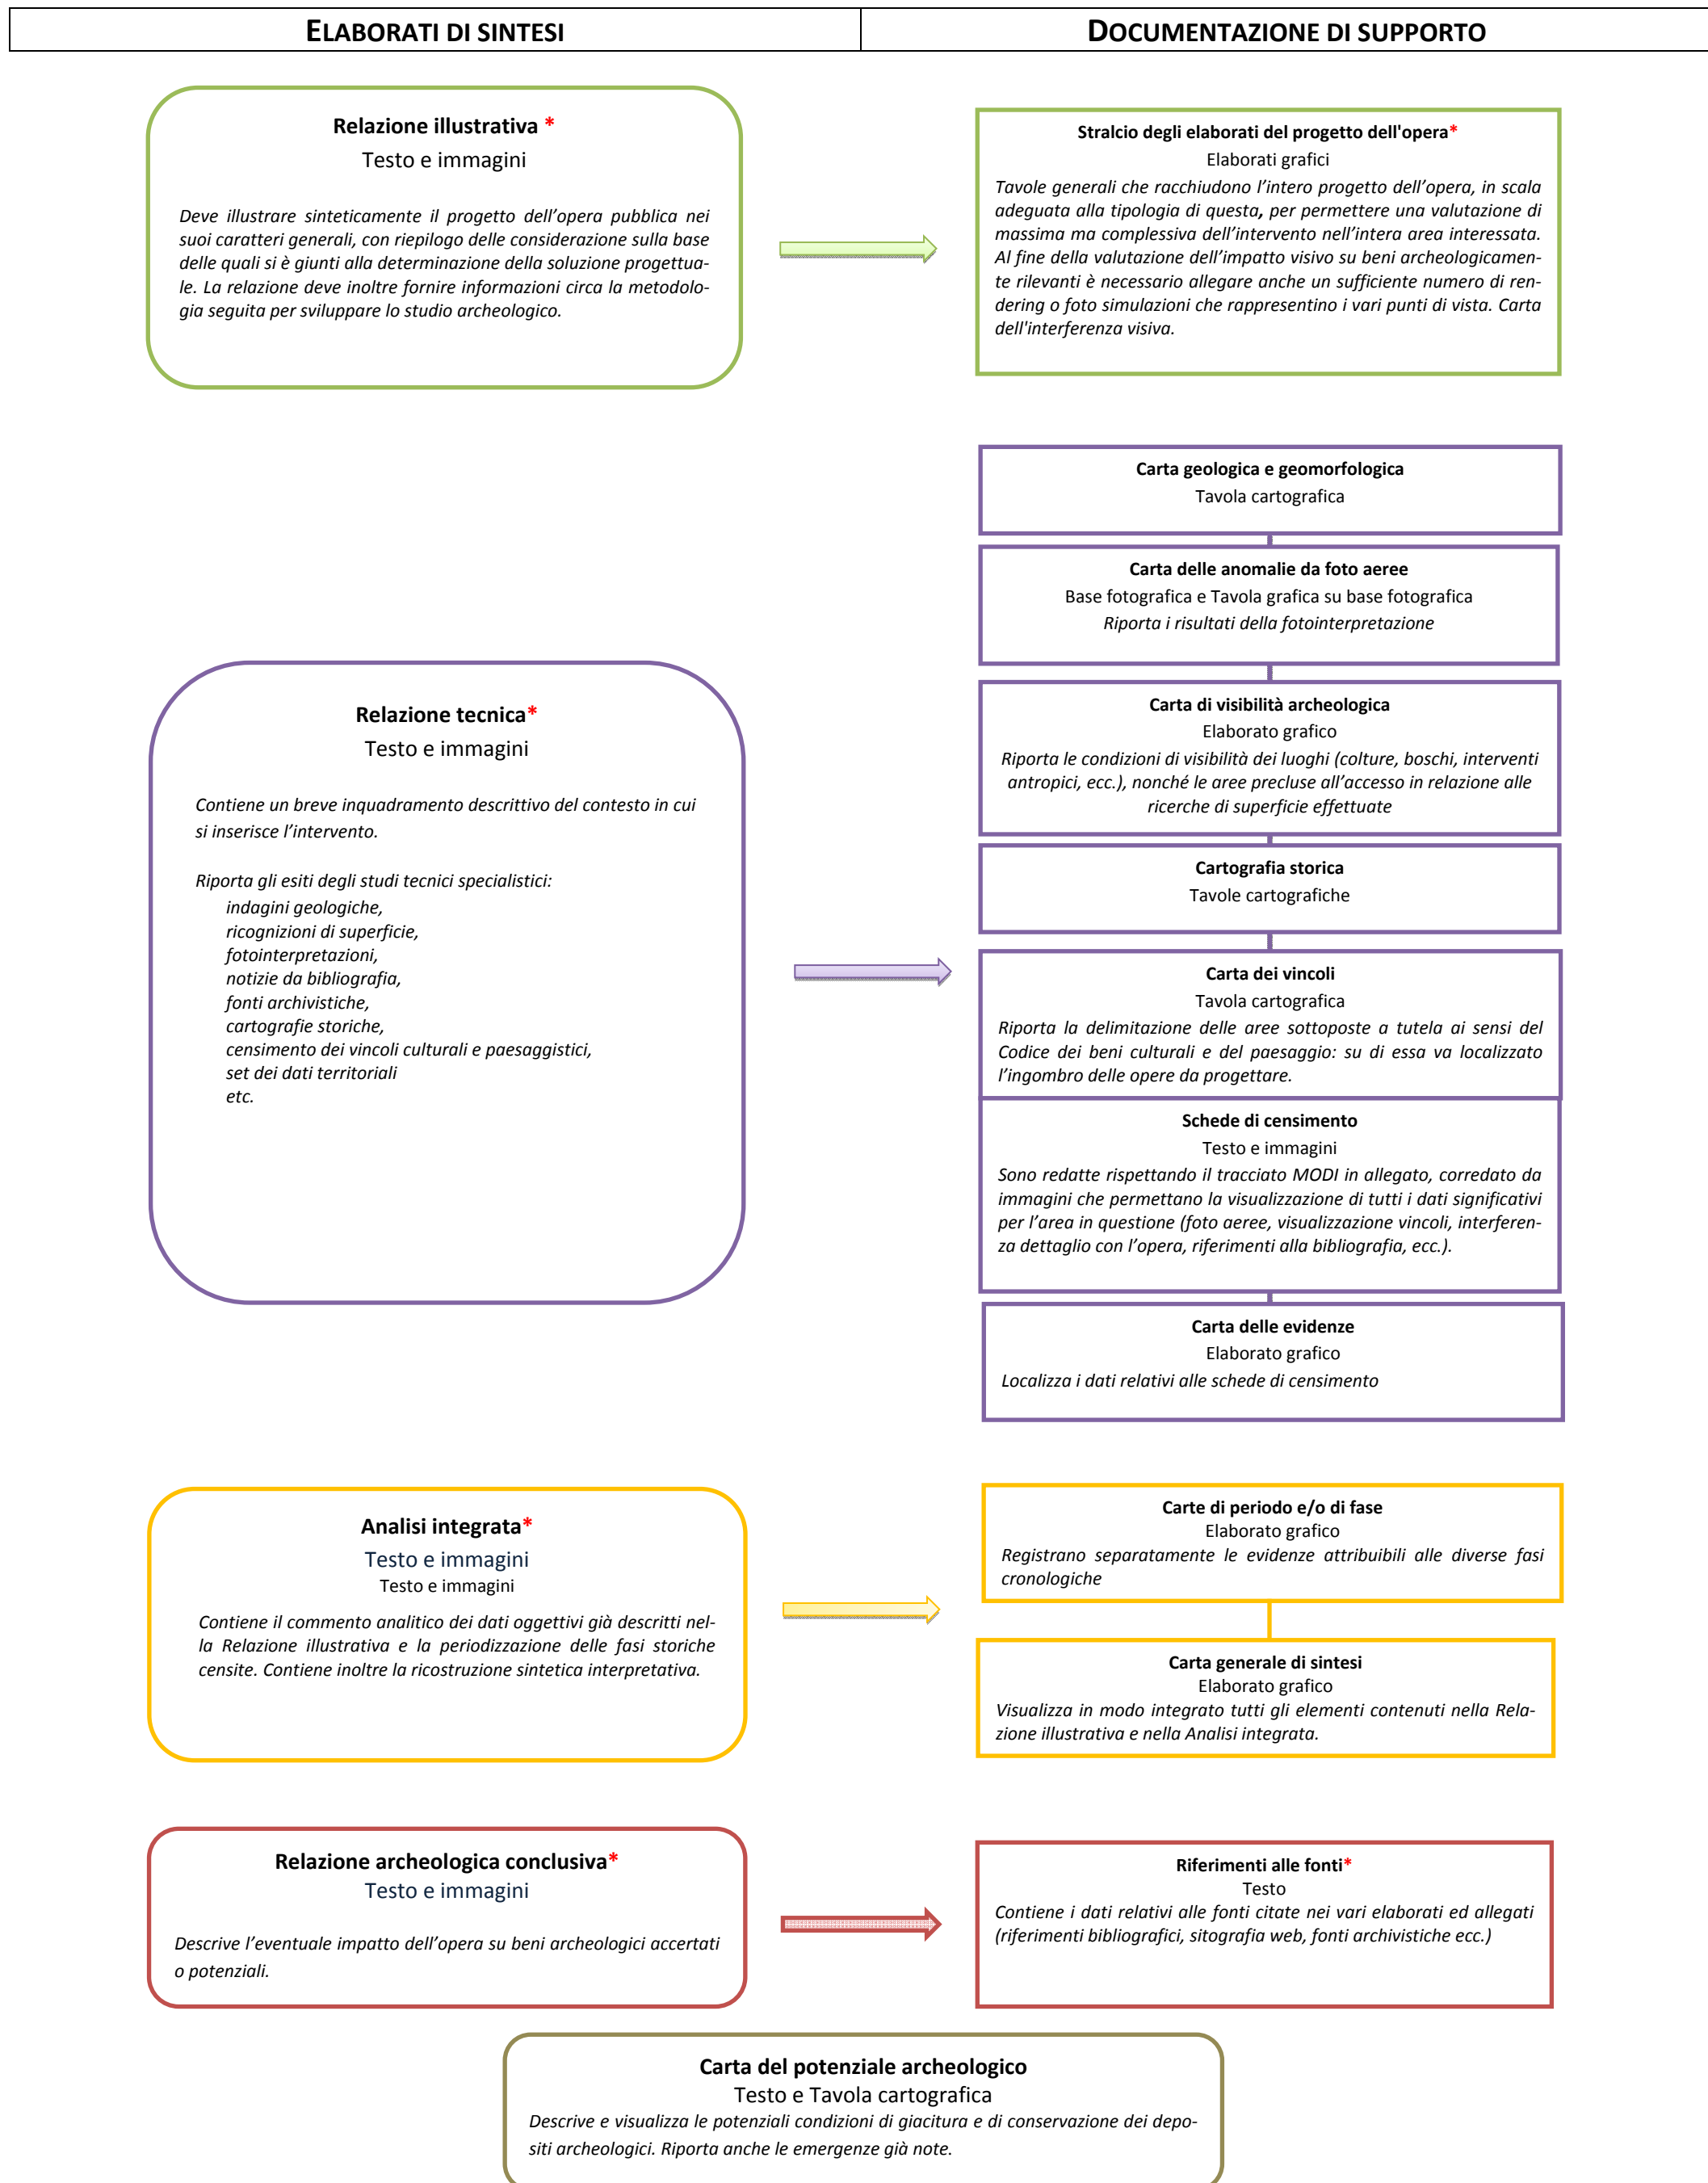 ELABORATI DI SINTESI
DOCUMENTAZIONE DI SUPPORTO
Relazione illustrativa *
Testo e immagini
Deve illustrare sinteticamente il progetto dell'opera pubblica nei
suoi caratteri generali, con riepilogo delle considerazione sulla base
delle quali si è giunti alla determinazione della soluzione progettua-
le. La relazione deve inoltre fornire informazioni circa la metodolo-
gia seguita per sviluppare lo studio archeologico.
Stralcio degli elaborati del progetto dell'opera*
Elaborati grafici
Tavole generali che racchiudono l'intero progetto dell'opera, in scala
adeguata alla tipologia di questa, per permettere una valutazione di
massima ma complessiva dell'intervento nell'intera area interessata.
Al fine della valutazione dell'impatto visivo su beni archeologicamen-
te rilevanti è necessario allegare anche un sufficiente numero di ren-
dering o foto simulazioni che rappresentino i vari punti di vista. Carta
dell'interferenza visiva.
Relazione tecnica*
Testo e immagini
Contiene un breve inquadramento descrittivo del contesto in cui
si inserisce l'intervento.
Riporta gli esiti degli studi tecnici specialistici:
indagini geologiche,
ricognizioni di superficie,
fotointerpretazioni,
notizie da bibliografia,
fonti archivistiche,
cartografie storiche,
censimento dei vincoli culturali e paesaggistici,
set dei dati territoriali
etc.
Carta geologica e geomorfologica
Tavola cartografica
Carta delle anomalie da foto aeree
Base fotografica e Tavola grafica su base fotografica
Riporta i risultati della fotointerpretazione
Carta di visibilità archeologica
Elaborato grafico
Riporta le condizioni di visibilità dei luoghi (colture, boschi, interventi
antropici, ecc.), nonché le aree precluse all'accesso in relazione alle
ricerche di superficie effettuate
Cartografia storica
Tavole cartografiche
Carta dei vincoli
Tavola cartografica
Riporta la delimitazione delle aree sottoposte a tutela ai sensi del
Codice dei beni culturali e del paesaggio: su di essa va localizzato
l'ingombro delle opere da progettare.
Schede di censimento
Testo e immagini
Sono redatte rispettando il tracciato MODI in allegato, corredato da
immagini che permettano la visualizzazione di tutti i dati significativi
per l'area in questione (foto aeree, visualizzazione vincoli, interferen-
za dettaglio con l'opera, riferimenti alla bibliografia, ecc.).
Carta delle evidenze
Elaborato grafico
Localizza i dati relativi alle schede di censimento
Analisi integrata*
Testo e immagini
Testo e immagini
Contiene il commento analitico dei dati oggettivi già descritti nel-
la Relazione illustrativa e la periodizzazione delle fasi storiche
censite. Contiene inoltre la ricostruzione sintetica interpretativa.
Carte di periodo e/o di fase
Elaborato grafico
Registrano separatamente le evidenze attribuibili alle diverse fasi
cronologiche
Carta generale di sintesi
Elaborato grafico
Visualizza in modo integrato tutti gli elementi contenuti nella Rela-
zione illustrativa e nella Analisi integrata.
Relazione archeologica conclusiva*
Testo e immagini
Descrive l'eventuale impatto dell'opera su beni archeologici accertati
o potenziali.
Riferimenti alle fonti*
Testo
Contiene i dati relativi alle fonti citate nei vari elaborati ed allegati
(riferimenti bibliografici, sitografia web, fonti archivistiche ecc.)
Carta del potenziale archeologico
Testo e Tavola cartografica
Descrive e visualizza le potenziali condizioni di giacitura e di conservazione dei depo-
siti archeologici. Riporta anche le emergenze già note.